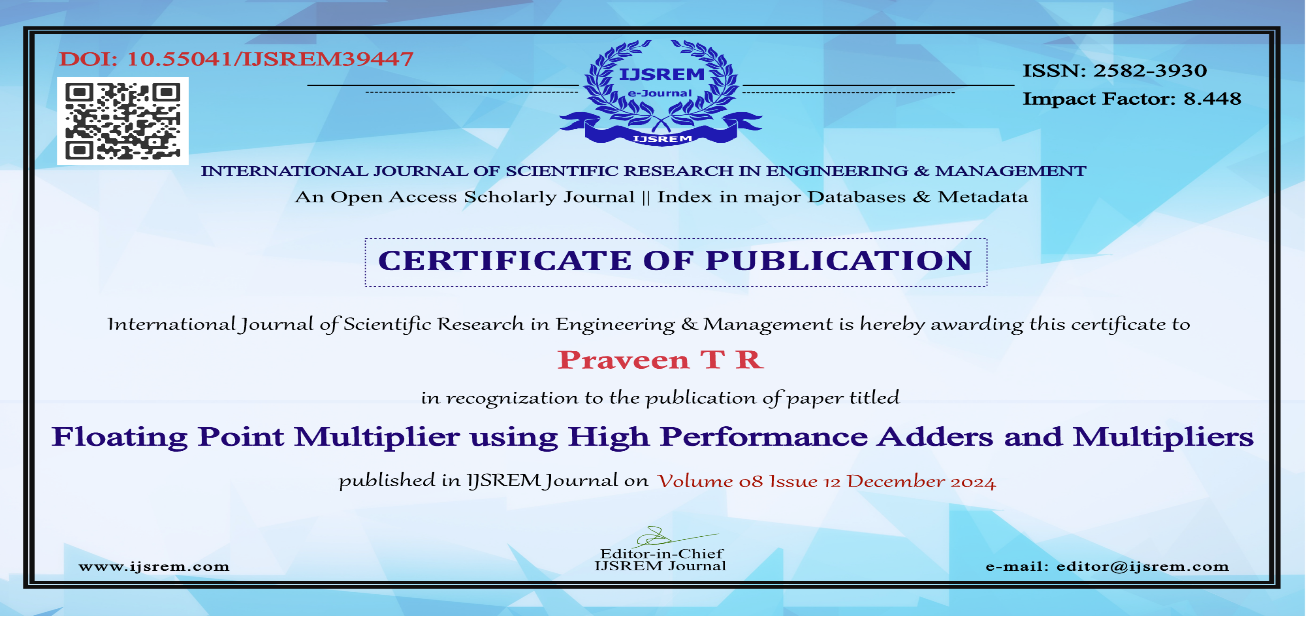 DOI: 10.55041/IJSREM39447
IJSREM
e-Journal
IJSREM
ISSN: 2582-3930
Impact Factor: 8.448
INTERNATIONAL JOURNAL OF SCIENTIFIC RESEARCH IN ENGINEERING & MANAGEMENT
An Open Access Scholarly Journal || Index in major Databases & Metadata
CERTIFICATE OF PUBLICATION
International Journal of Scientific Research in Engineering & Management is hereby awarding this certificate to
Praveen T R
in recognization to the publication of paper titled
Floating Point Multiplier using High Performance Adders and Multipliers
published in IJSREM Journal on Volume 08 Issue 12 December 2024
Editor-in-Chief
IJSREM Journal
www.ijsrem.com
e-mail: editor@ijsrem.com